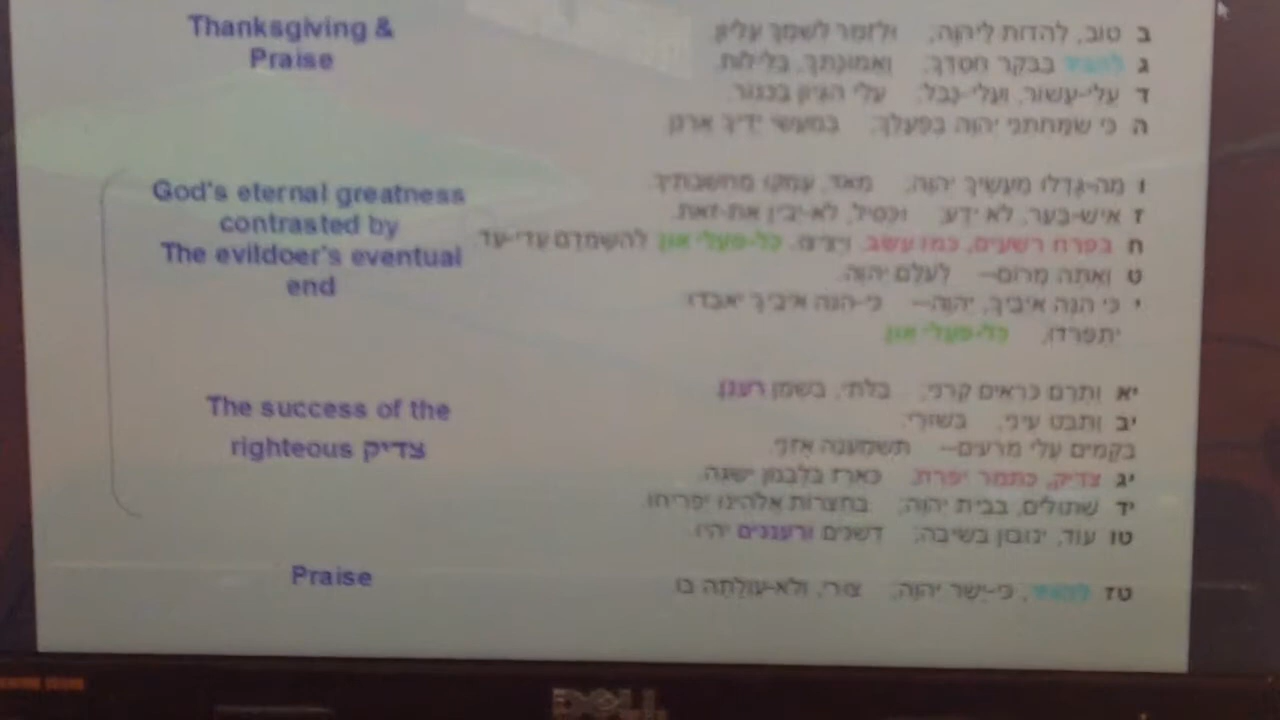 Thanksgiving &
Praise
ב טוב, להדות ליהוה; ולזמר לשמך עליון
ג להגיד בבקר חסדך; ואמונתך, בלילות
ד עלי-עשור, ועלי-נבל; עלי הגיון בכנור
ה כי שמחתני יהוה בפעלך; במעשי ידיך ארנן
God's eternal greatness
contrasted by
The evildoer's eventual
end
ו מה-גדלו מעשיך יהוה; מאד, עמקו מחשבתיך
ז איש-בער, לא ידע; וכסיל, לא-יבין את-זאת
ח בפרח רשעים, כמו עשב, ויציצו, כל-פעלי און להשמדם עדי-עד
ט ואתה מרום— לעלם יהוה
י כי הנה איביך, יהוה— כי-הנה איביך יאבדו
יתפרדו, כל-פעלי און
The success of the
righteous צדיק
יא ותרם כראים קרני; בלתי, בשמן רענן
יב ותבט עיני, בשורי:
בקמים עלי מרעים— תשמענה אזני
יג צדיק, כתמר יפרח; כארז בלבנון ישגה
יד שתולים, בבית יהוה; בחצרות אלהינו יפריחו
טו עוד, ינובון בשיבה; דשנים ורעננים יהיו
Praise
טז להגיד, כי-ישר יהוה; צורי, ולא-עולתה בו
DELL